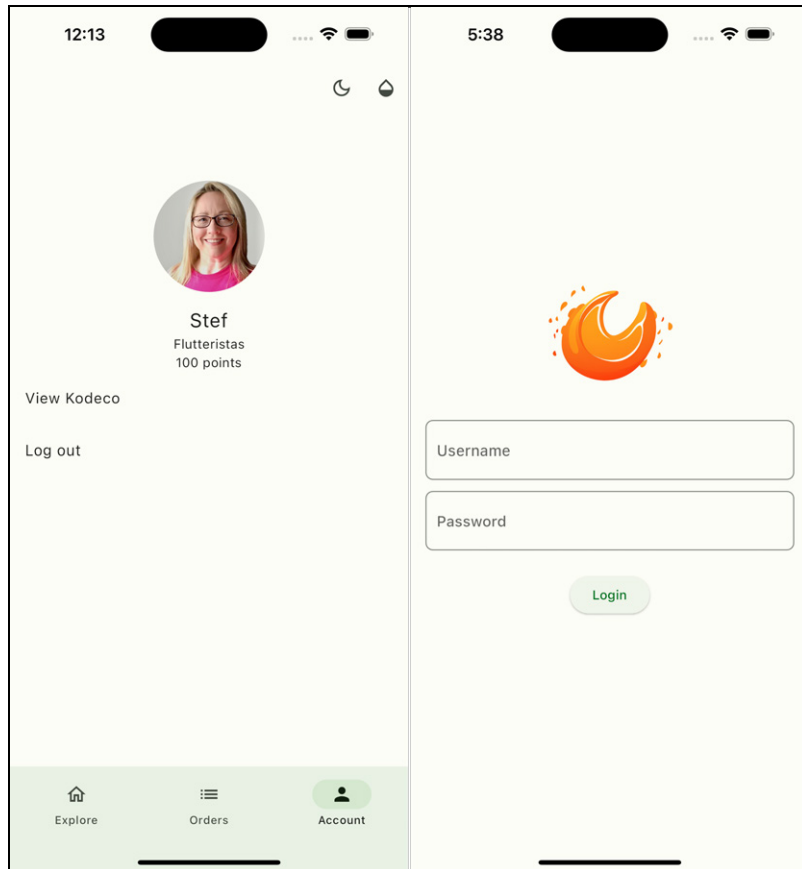 12:13
Stef
Flutteristas
100 points
View Kodeco
Log out
Explore
Orders
Account
5:38
Username
Password
Login